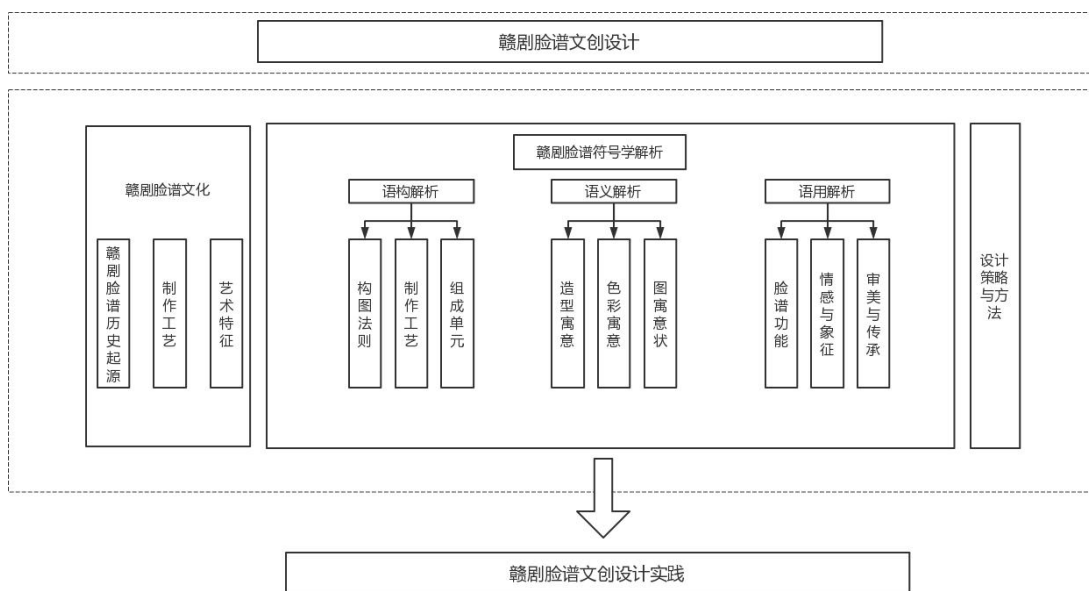 赣剧脸谱文创设计
赣剧脸谱文化
赣剧脸谱历史起源
制作工艺
艺术特征
赣剧脸谱符号学解析
语构解析
构图法则
制作工艺
组成单元
语义解析
造型寓意
色彩寓意
图寓意状
语用解析
脸谱功能
情感与象征
审美与传承
设计
策略
与方
法
赣剧脸谱文创设计实践